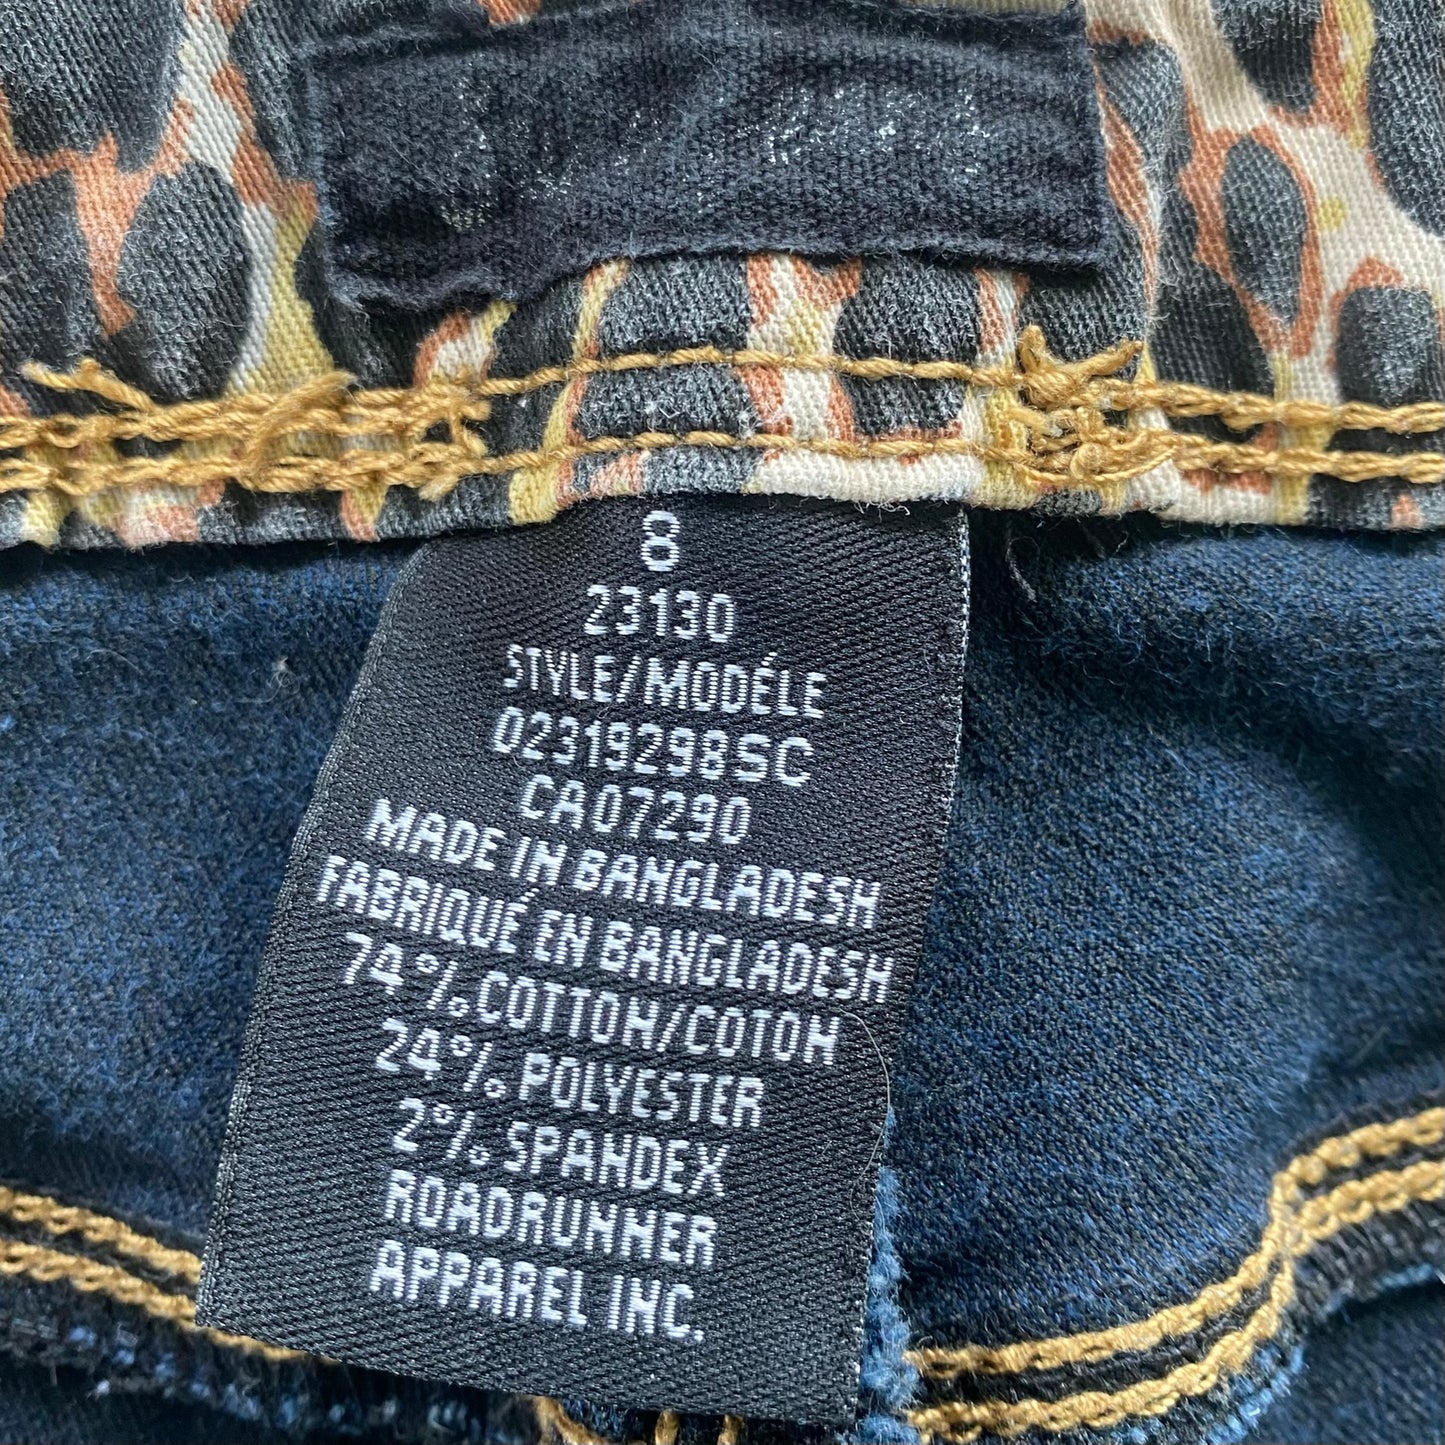 8
23130
STYLE/MODÉLE
02319298SC
CA07290
MADE IN BANGLADESH
FABRIQUÉ EN BANGLADESH
74% COTTON/COTON
24% POLYESTER
2% SPANDEX
ROADRUNNER
APPAREL INC.